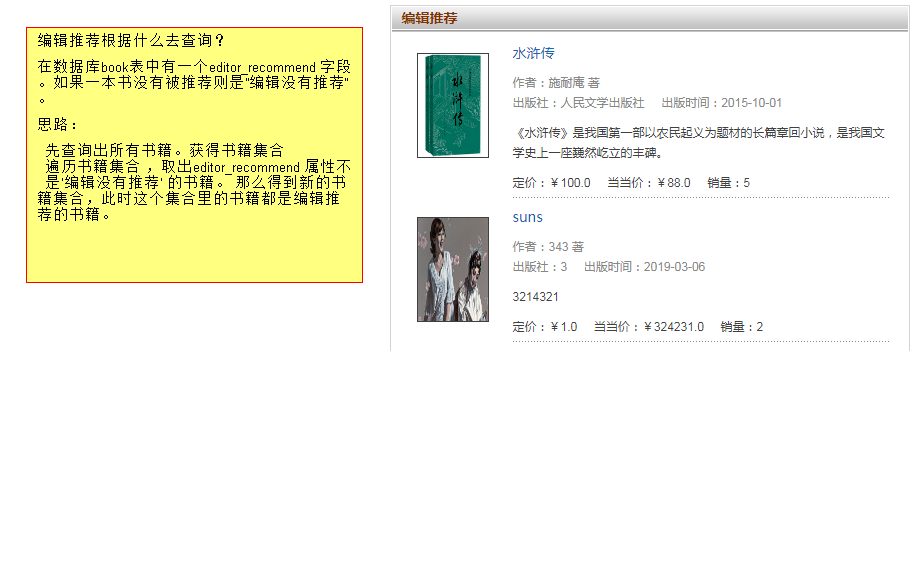 编辑推荐根据什么去查询？
在数据库book表中有一个editor_recommend 字段
。如果一本书没有被推荐则是"编辑没有推荐"
。
思路：
先查询出所有书籍。获得书籍集合
遍历书籍集合 ，取出editor_recommend 属性不
是'编辑没有推荐' 的书籍。 那么得到新的书
籍集合，此时这个集合里的书籍都是编辑推
荐的书籍。
编辑推荐
水浒传
水浒传
作者：施耐庵 著
出版社：人民文学出版社 出版时间：2015-10-01
《水浒传》是我国第一部以农民起义为题材的长篇章回小说，是我国文
学史上一座巍然屹立的丰碑。
定价：￥100.0 当当价：￥88.0 销量：5
suns
作者：343 著
出版社：3 出版时间：2019-03-06
3214321
定价：￥1.0 当当价：￥324231.0 销量：2